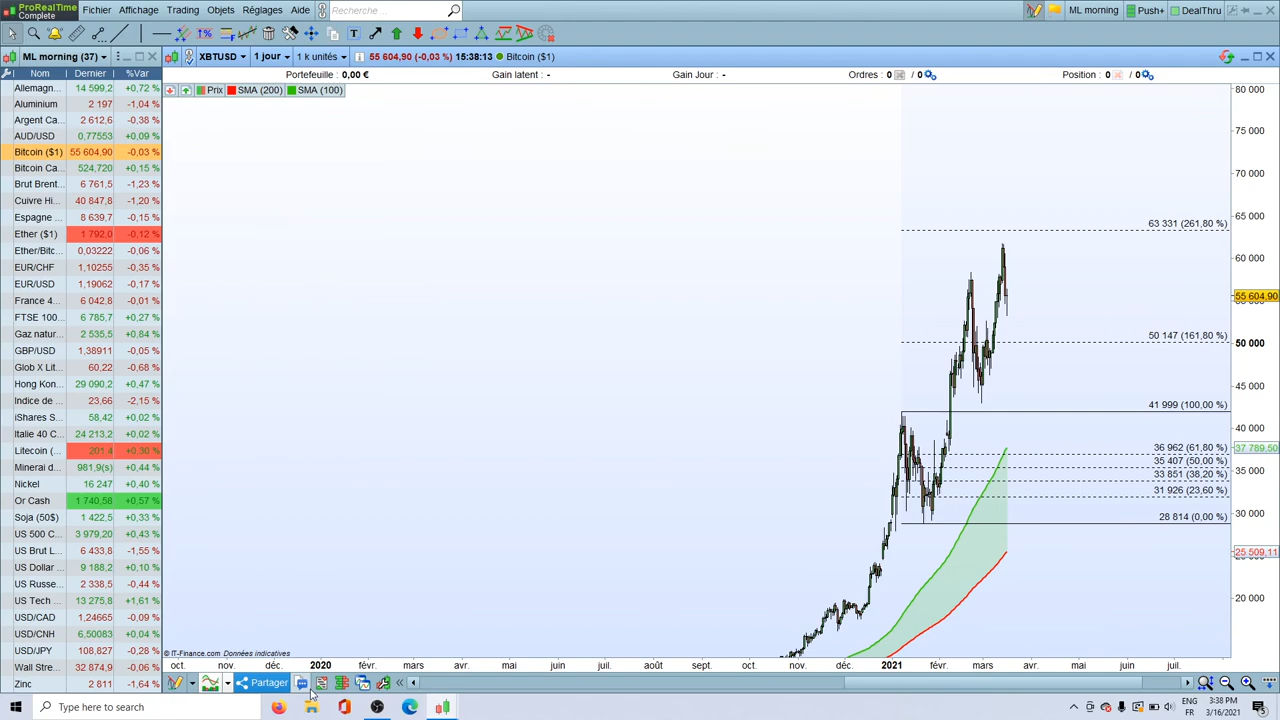 ProRealTime
Complete
Fichier Affichage Trading Objets Réglages Aide Recherche ...
ML morning Push+ DealThru
ML morning (37) XBTUSD 1 jour 1 k unités 55 604,90 (-0,03 %) 15:38:13 Bitcoin ($1)
Nom Dernier %Var
Portefeuille : 0,00 € Gain latent : - Gain Jour : - Ordres : 0 / 0 Position : 0 / 0
Prix SMA (200) SMA (100)
Allemagn... 14 599,2 +0,72 %
Aluminium 2 197 -1,04 %
Argent Ca... 2 612,6 -0,38 %
AUD/USD 0,77553 +0,09 %
Bitcoin ($1) 55 604,90 -0,03 %
Bitcoin Ca... 524,720 +0,15 %
Brut Brent... 6 761,5 -1,23 %
Cuivre Hi... 40 847,8 -1,20 %
Espagne ... 8 639,7 -0,15 %
Ether ($1) 1 792,0 -0,12 %
Ether/Bitc... 0,03222 -0,06 %
EUR/CHF 1,10255 -0,35 %
EUR/USD 1,19062 -0,17 %
France 4... 6 042,8 -0,01 %
FTSE 100... 6 785,7 +0,27 %
Gaz natur... 2 535,5 +0,84 %
GBP/USD 1,38911 -0,05 %
Glob X Lit... 60,22 -0,68 %
Hong Kon... 29 090,2 +0,47 %
Indice de ... 23,66 -2,15 %
iShares S... 58,42 +0,02 %
Italie 40 C... 24 213,2 +0,02 %
Litecoin (... 201,4 +0,30 %
Minerai d... 981,9(s) +0,44 %
Nickel 16 247 +0,40 %
Or Cash 1 740,58 +0,57 %
Soja (50$) 1 422,5 +0,33 %
US 500 C... 3 979,20 +0,43 %
US Brut L... 6 433,8 -1,55 %
US Dollar ... 9 188,2 +0,10 %
US Russe... 2 338,5 -0,44 %
US Tech ... 13 275,8 +1,61 %
USD/CAD 1,24665 -0,09 %
USD/CNH 6,50083 +0,04 %
USD/JPY 108,827 -0,28 %
Wall Stre... 32 874,9 -0,06 %
Zinc 2 811 -1,64 %
80 000
75 000
70 000
65 000
60 000
55 604,90
50 000
45 000
40 000
37 789,50
35 000
30 000
25 509,11
20 000
63 331 (261,80 %)
50 147 (161,80 %)
41 999 (100,00 %)
36 962 (61,80 %)
35 407 (50,00 %)
33 851 (38,20 %)
31 926 (23,60 %)
28 814 (0,00 %)
© IT-Finance.com Données indicatives
oct. nov. déc. 2020 févr. mars avr. mai juin juil. août sept. nov. déc. 2021 févr. mars avr. mai juin juil.
Partager
Type here to search
ENG 3:38 PM
FR 3/16/2021
5